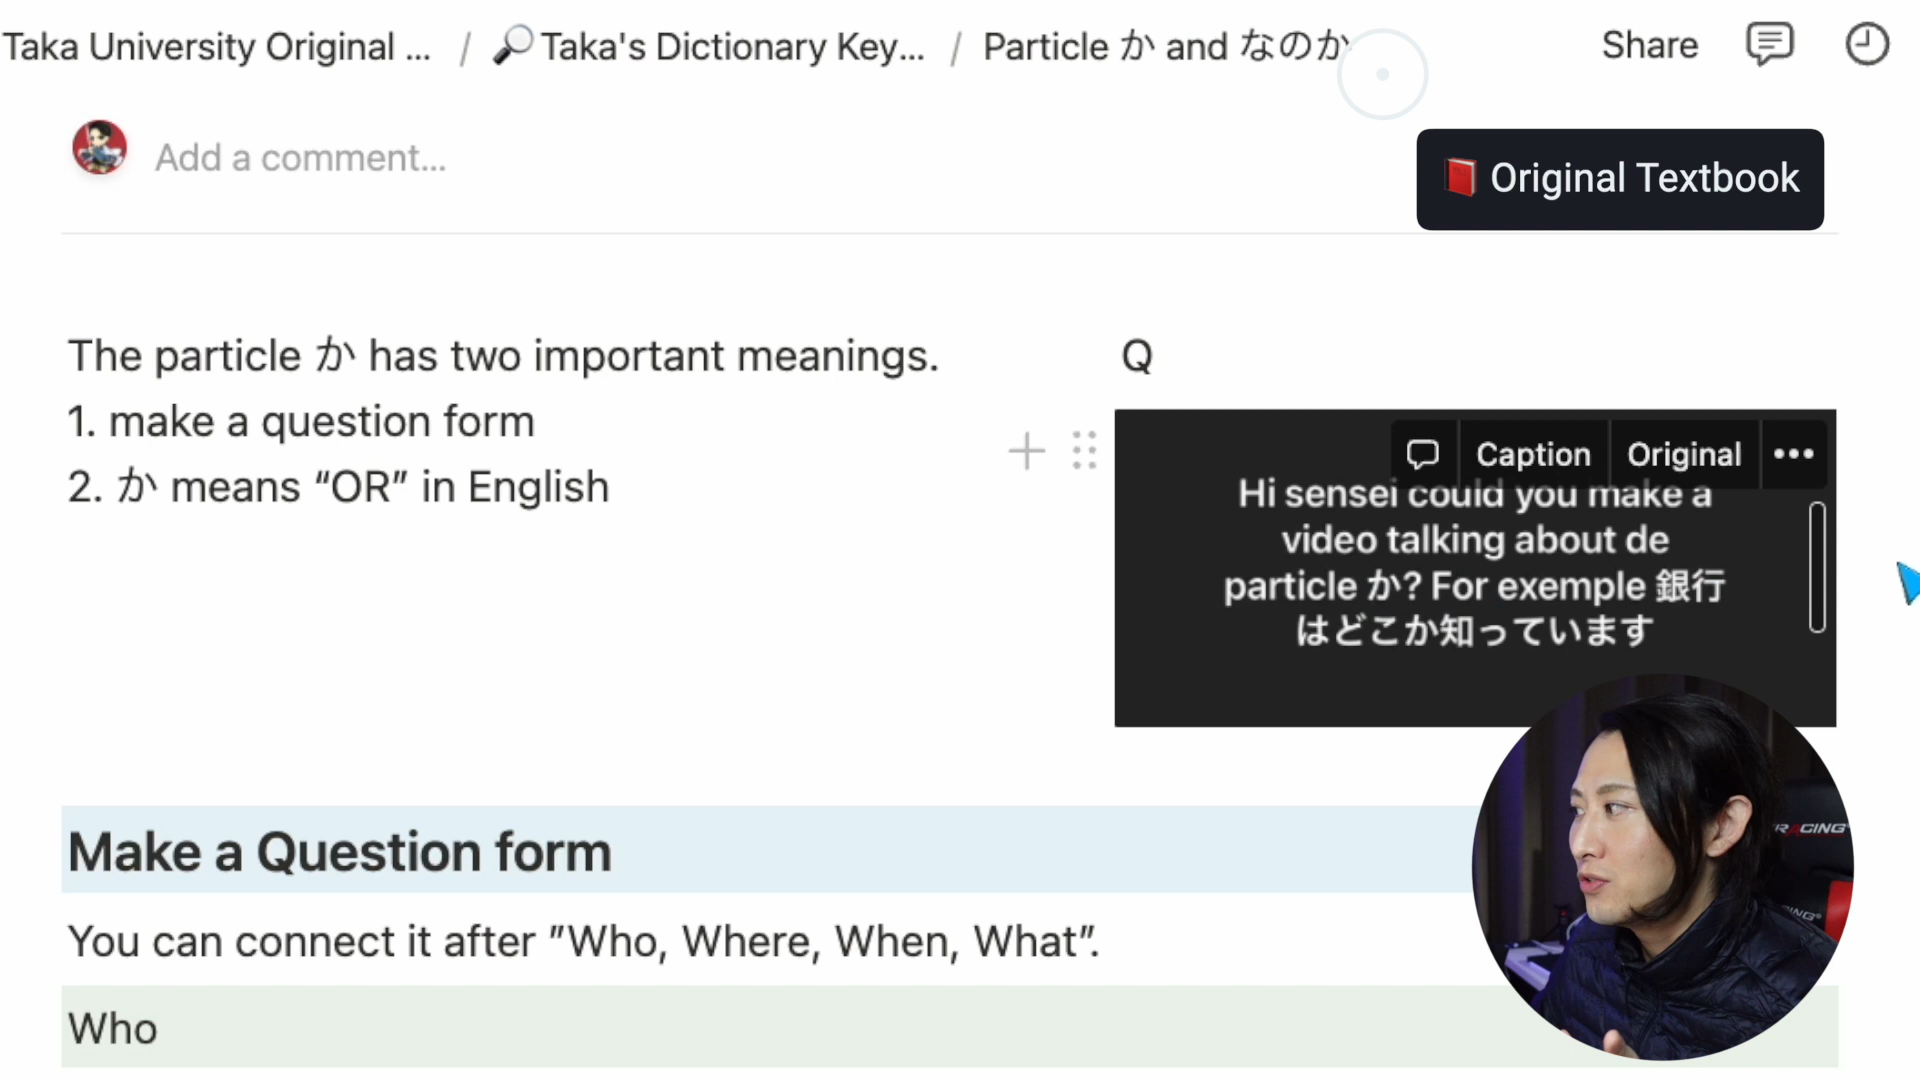 Taka University Original ... / 🔎 Taka's Dictionary Key... / Particle か and なのか
Share
Add a comment...
📕 Original Textbook
The particle か has two important meanings.
1. make a question form
2. か means “OR” in English
Q
Caption Original •••
Hi sensei could you make a
video talking about de
particle か? For exemple 銀行
はどこか知っています
Make a Question form
You can connect it after ”Who, Where, When, What”.
Who
RACING